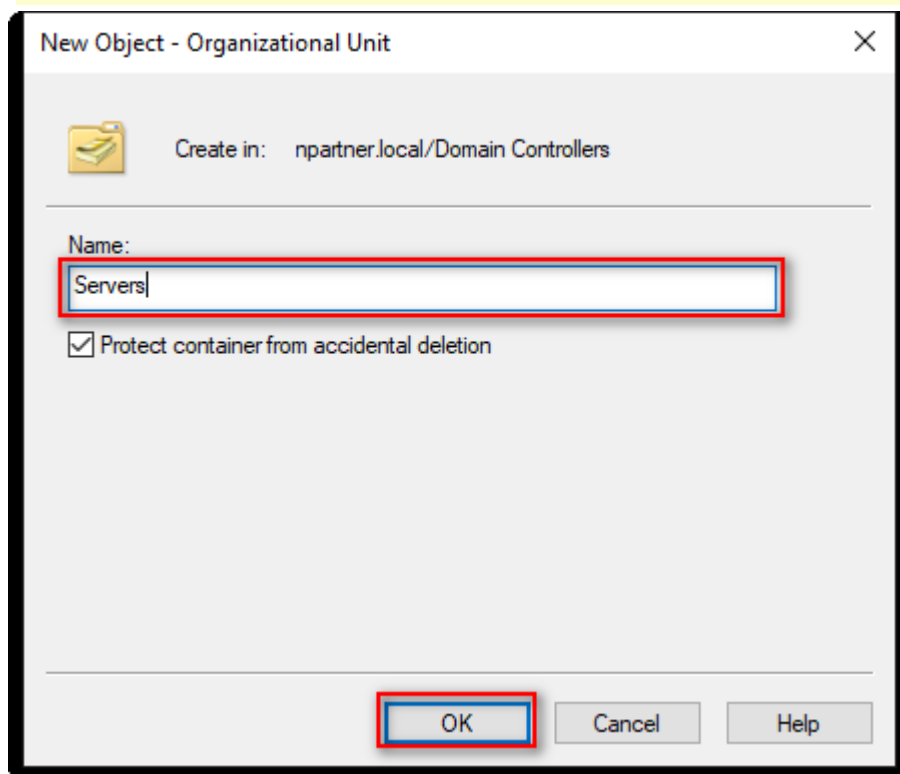 New Object - Organizational Unit
Create in: npartner.local/Domain Controllers
Name:
Servers
Protect container from accidental deletion
OK Cancel Help